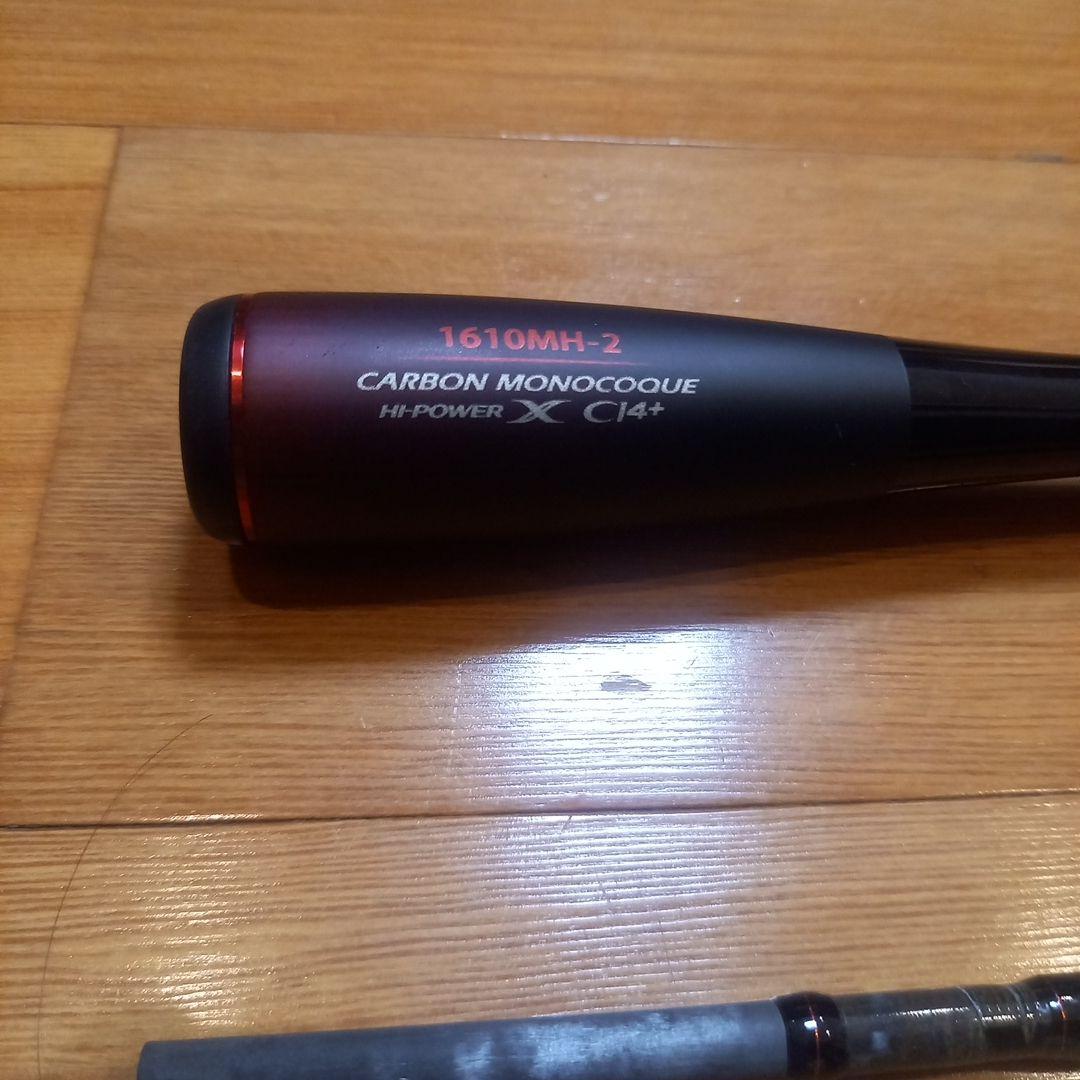 1610MH-2
CARBON MONOCOQUE
HI-POWER X CI4+